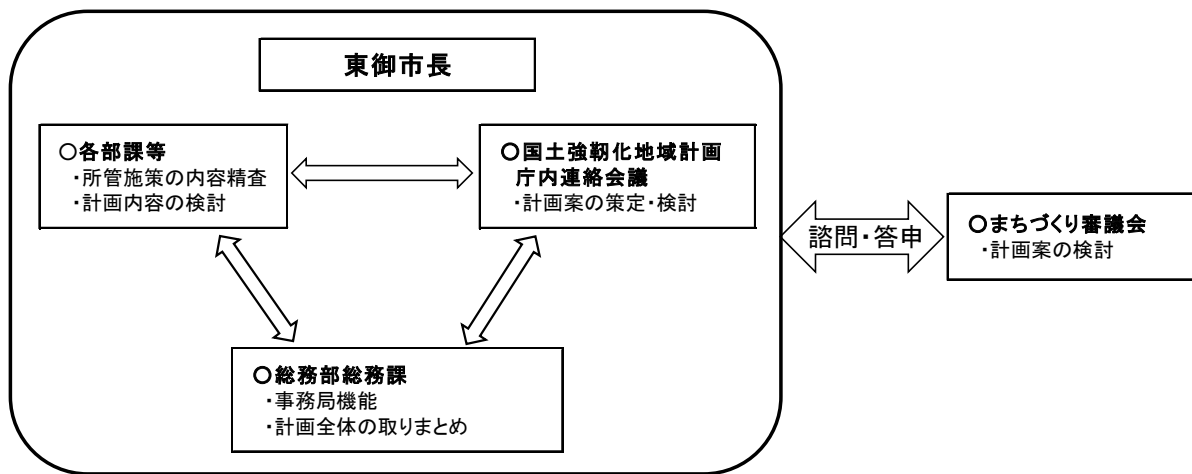 東御市長
○各部課等
・所管施策の内容精査
・計画内容の検討
○国土強靭化地域計画
庁内連絡会議
・計画案の策定・検討
諮問・答申
○まちづくり審議会
・計画案の検討
○総務部総務課
・事務局機能
・計画全体の取りまとめ